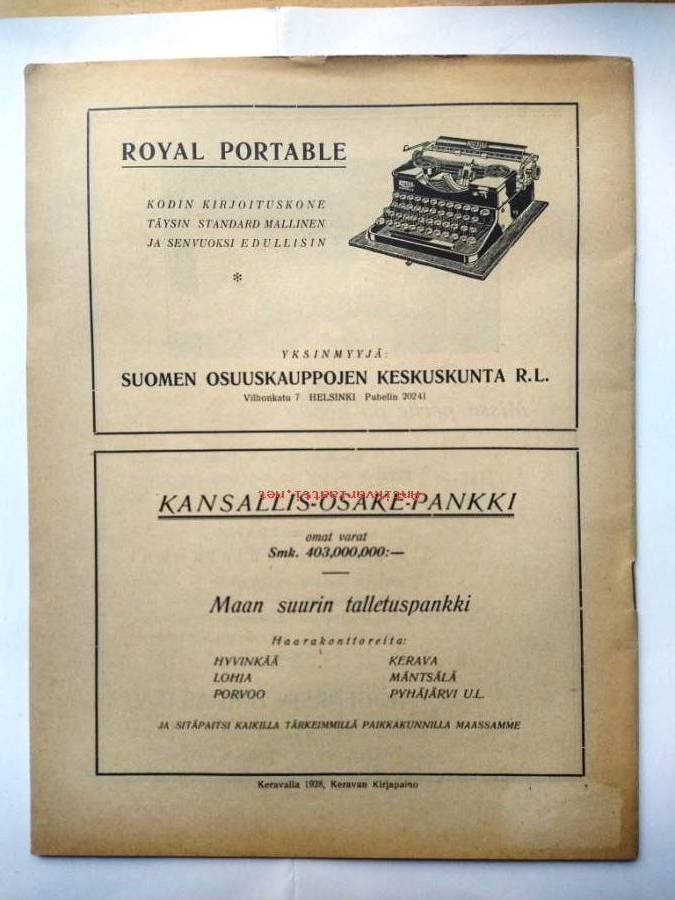 ROYAL PORTABLE
KODIN KIRJOITUSKONE
TÄYSIN STANDARD MALLINEN
JA SENVUOKSI EDULLISIN
*
YKSINMYYJÄ:
SUOMEN OSUUSKAUPPOJEN KESKUSKUNTA R.L.
Vilhonkatu 7 HELSINKI Puhelin 20241
KANSALLIS-OSAKE-PANKKI
omat varat
Smk. 403,000,000:—
Maan suurin talletuspankki
Haarakonttoreita:
HYVINKÄÄ KERAVA
LOHJA MÄNTSÄLÄ
PORVOO PYHÄJÄRVI U.L.
JA SITÄPAITSI KAIKILLA TÄRKEIMMILLÄ PAIKKAKUNNILLA MAASSAMME
Keravalla 1928, Keravan Kirjapaino